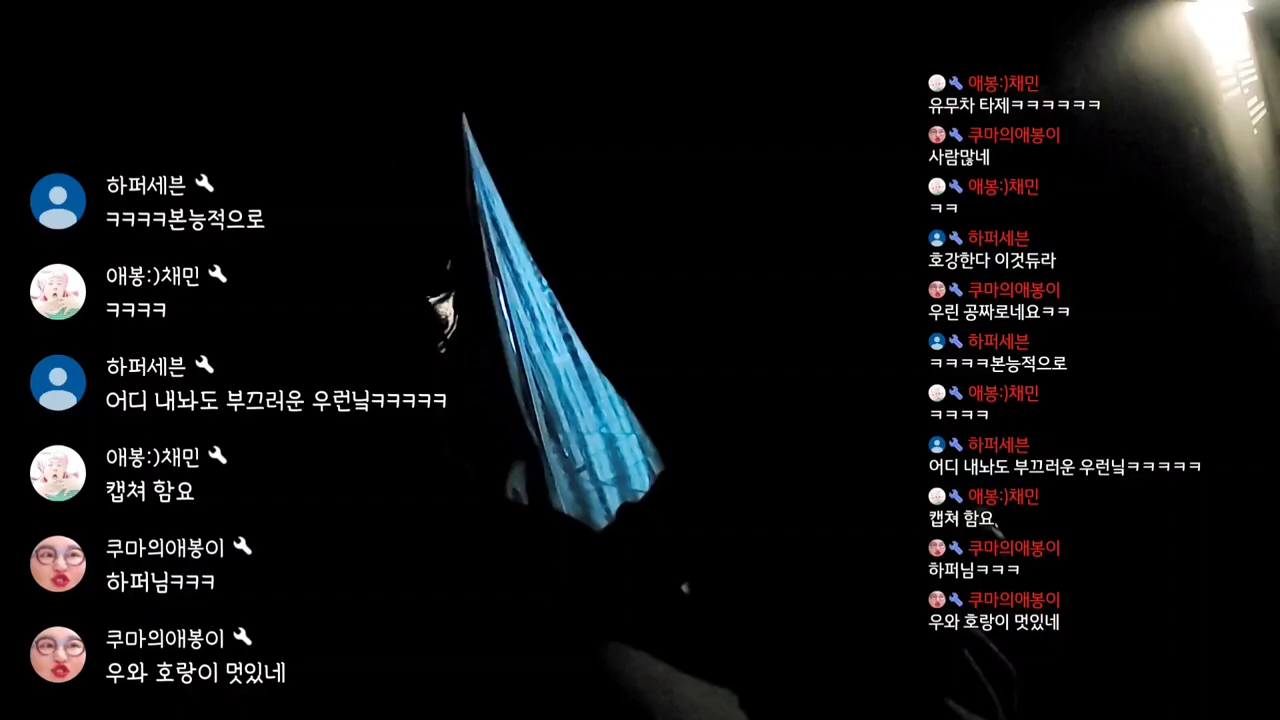 하퍼세븐
ㅋㅋㅋㅋ본능적으로
애봉:)채민
ㅋㅋㅋㅋ
하퍼세븐
어디 내놔도 부끄러운 우런닠ㅋㅋㅋㅋㅋ
애봉:)채민
캡쳐 함요
쿠마의애봉이
하퍼님ㅋㅋㅋ
쿠마의애봉이
우와 호랑이 멋있네
애봉:)채민
유무차 타제ㅋㅋㅋㅋㅋㅋ
쿠마의애봉이
사람많네
애봉:)채민
ㅋㅋ
하퍼세븐
호강한다 이것듀라
쿠마의애봉이
우린 공짜로네요ㅋㅋ
하퍼세븐
ㅋㅋㅋㅋ본능적으로
애봉:)채민
ㅋㅋㅋㅋ
하퍼세븐
어디 내놔도 부끄러운 우런닠ㅋㅋㅋㅋㅋ
애봉:)채민
캡쳐 함요
쿠마의애봉이
하퍼님ㅋㅋㅋ
쿠마의애봉이
우와 호랑이 멋있네